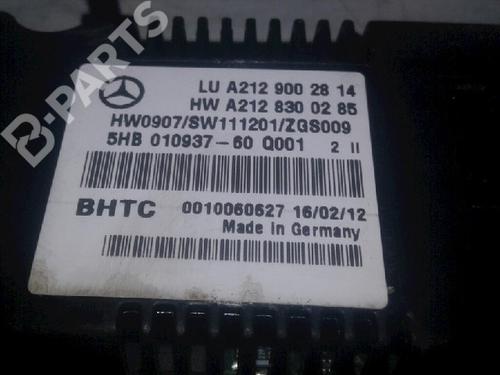 B-PARTS
LU A212 900 28 14
HW A212 830 02 85
HW0907/SW111201/ZGS009
5HB 010937-60 Q001 2 II
BHTC 0010060627 16/02/12
Made in Germany